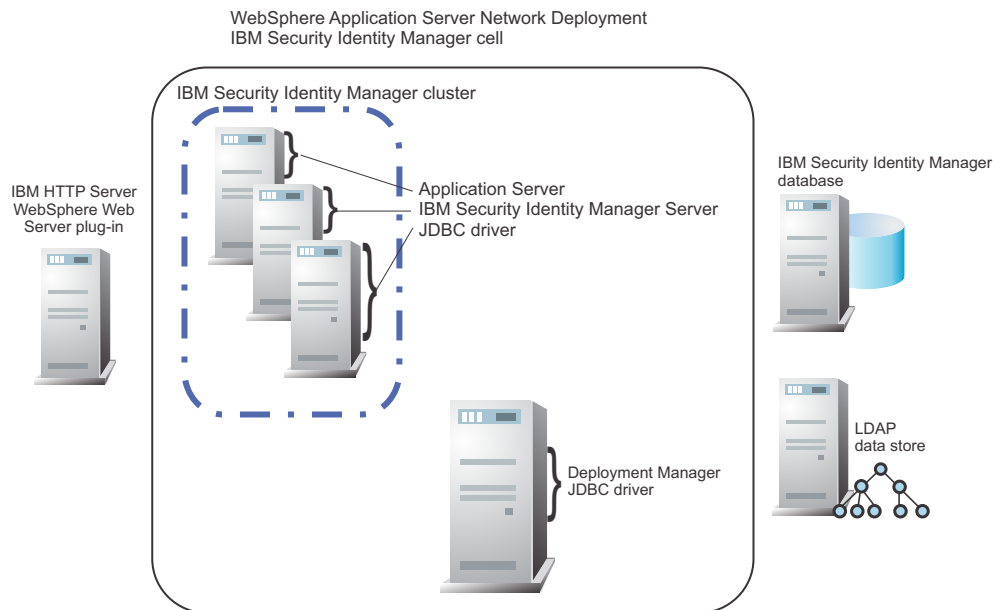 WebSphere Application Server Network Deployment
IBM Security Identity Manager cell
IBM Security Identity Manager cluster
IBM HTTP Server
WebSphere Web
Server plug-in
Application Server
IBM Security Identity Manager Server
JDBC driver
IBM Security Identity Manager
database
LDAP
data store
Deployment Manager
JDBC driver